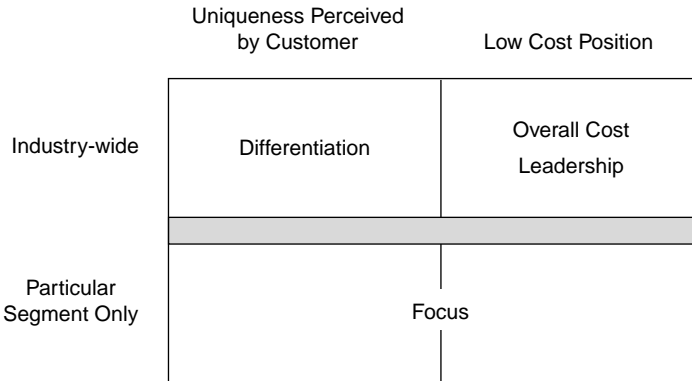 Uniqueness Perceived
by Customer
Low Cost Position
Industry-wide
Differentiation
Overall Cost
Leadership
Particular
Segment Only
Focus